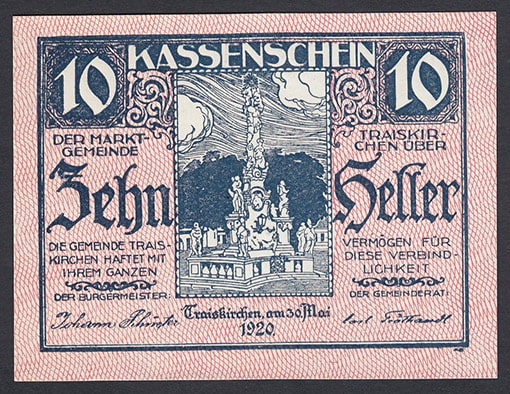 10 KASSENSCHEIN 10
DER MARKT-
GEMEINDE
TRAISKIR-
CHEN ÜBER
Zehn Heller
DIE GEMEINDE TRAIS-
KIRCHEN HAFTET MIT
IHREM GANZEN
VERMÖGEN FÜR
DIESE VERBIND-
LICHKEIT
DER BÜRGERMEISTER:
DER GEMEINDERAT:
Johann
Traiskirchen, am 30. Mai
1920.